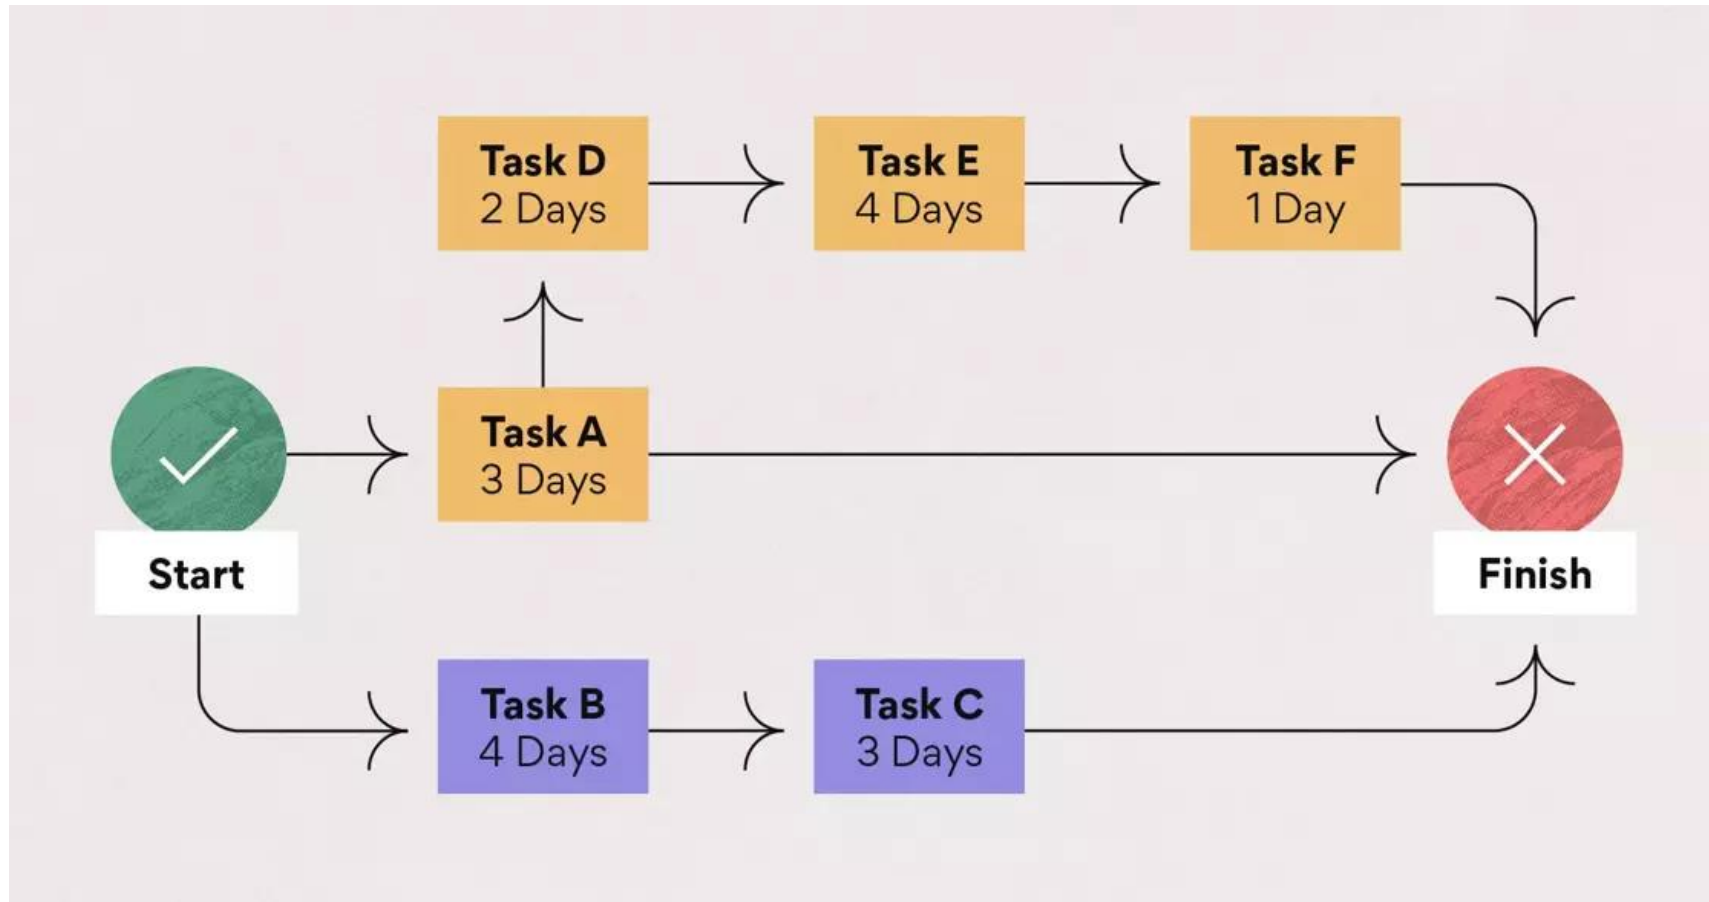 Task D
2 Days
Task E
4 Days
Task F
1 Day
Task A
3 Days
Start
Finish
Task B
4 Days
Task C
3 Days